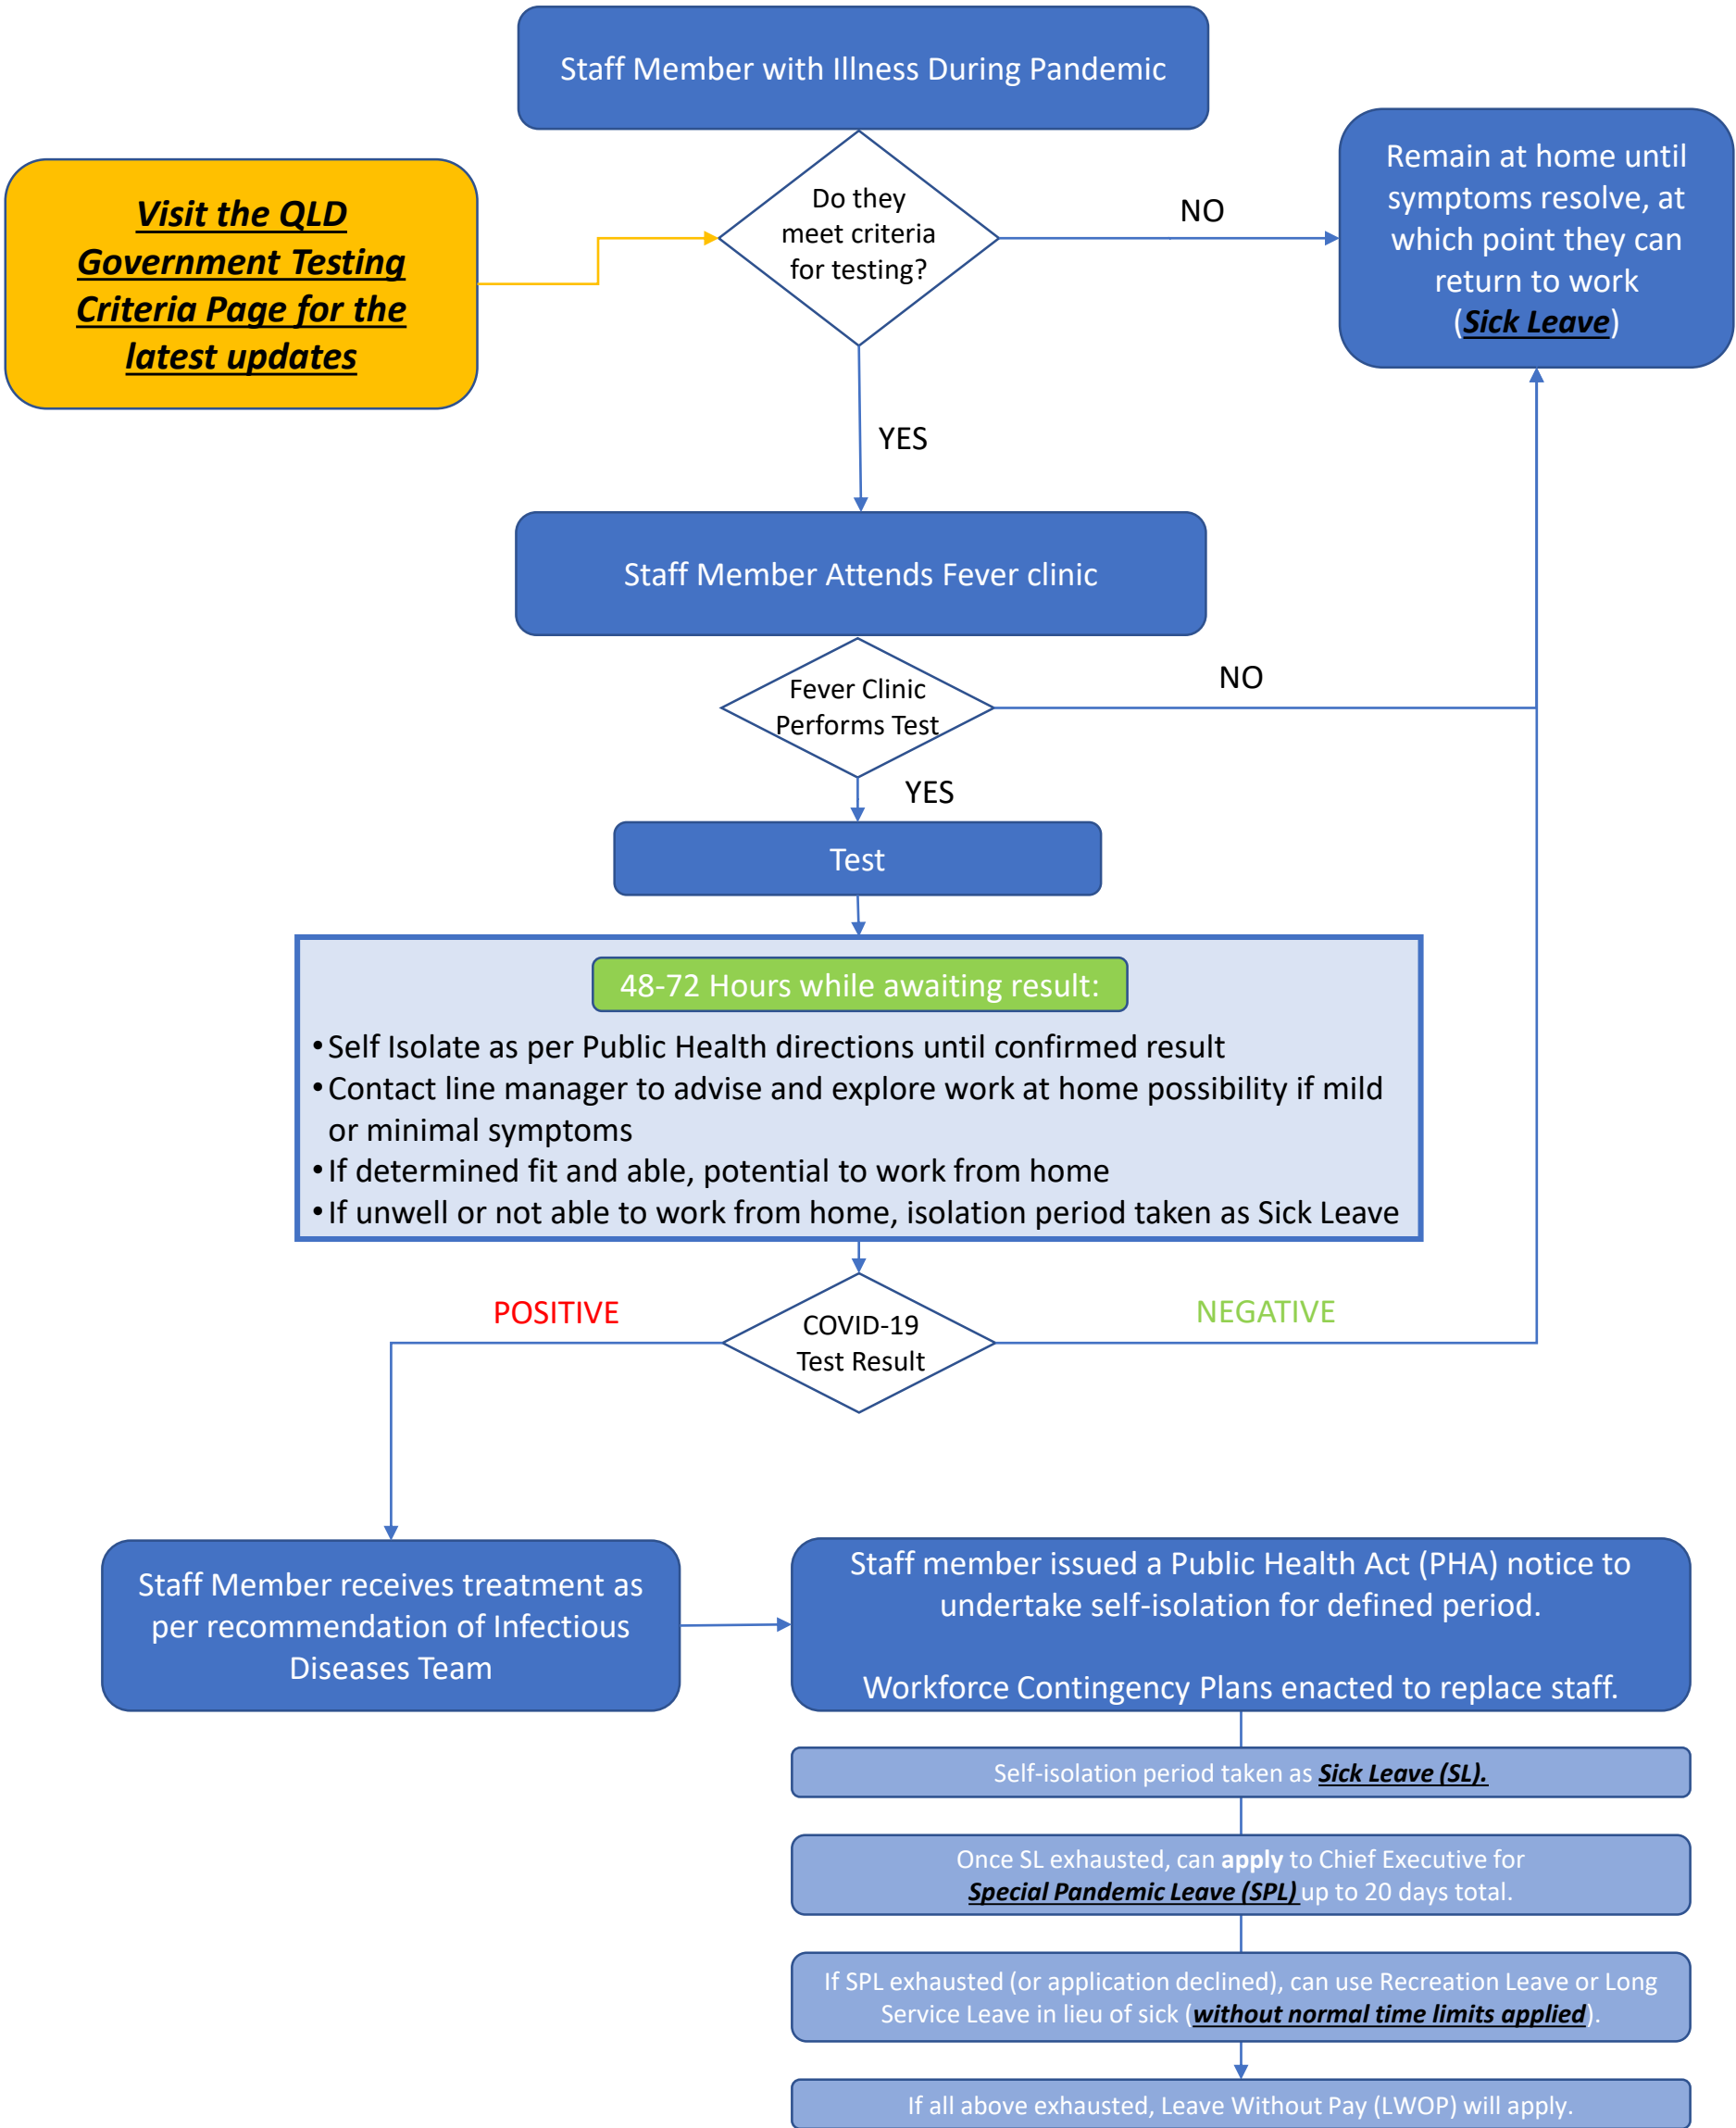 Staff Member with Illness During Pandemic
Visit the QLD
Government Testing
Criteria Page for the
latest updates
Do they
meet criteria
for testing?
NO
Remain at home until
symptoms resolve, at
which point they can
return to work
(Sick Leave)
YES
Staff Member Attends Fever clinic
Fever Clinic
Performs Test
NO
YES
Test
48-72 Hours while awaiting result:
• Self Isolate as per Public Health directions until confirmed result
• Contact line manager to advise and explore work at home possibility if mild
or minimal symptoms
• If determined fit and able, potential to work from home
• If unwell or not able to work from home, isolation period taken as Sick Leave
POSITIVE
COVID-19
Test Result
NEGATIVE
Staff Member receives treatment as
per recommendation of Infectious
Diseases Team
Staff member issued a Public Health Act (PHA) notice to
undertake self-isolation for defined period.
Workforce Contingency Plans enacted to replace staff.
Self-isolation period taken as Sick Leave (SL).
Once SL exhausted, can apply to Chief Executive for
Special Pandemic Leave (SPL) up to 20 days total.
If SPL exhausted (or application declined), can use Recreation Leave or Long
Service Leave in lieu of sick (without normal time limits applied).
If all above exhausted, Leave Without Pay (LWOP) will apply.